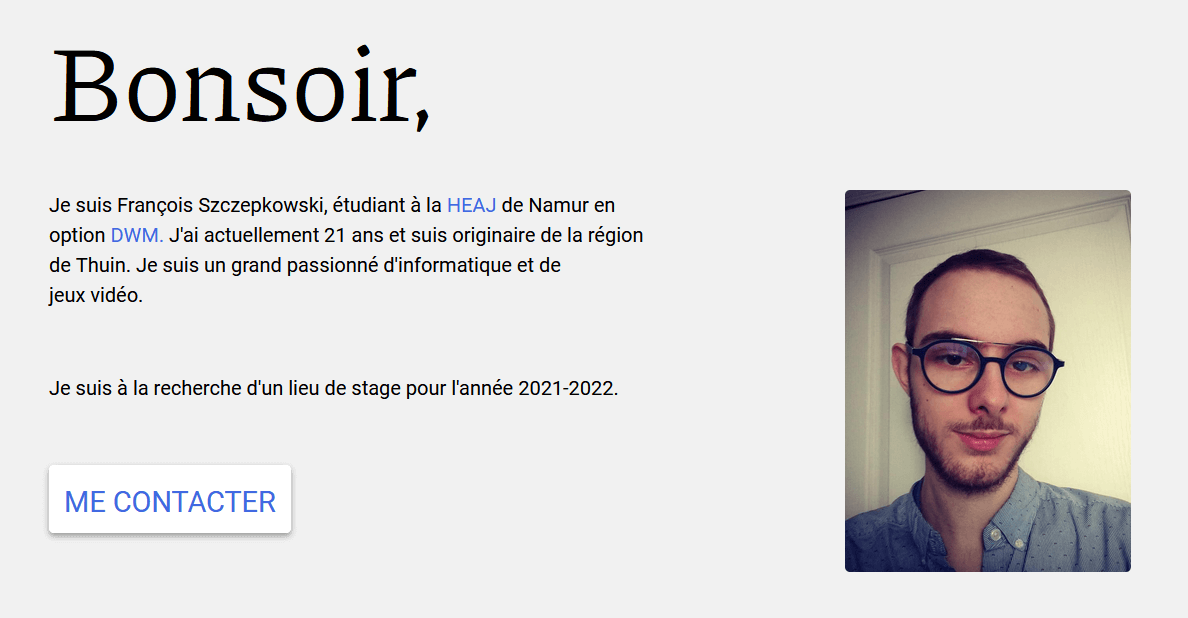 Bonsoir,
Je suis François Szczepkowski, étudiant à la HEAJ de Namur en
option DWM. J'ai actuellement 21 ans et suis originaire de la région
de Thuin. Je suis un grand passionné d'informatique et de
jeux vidéo.
Je suis à la recherche d'un lieu de stage pour l'année 2021-2022.
ME CONTACTER